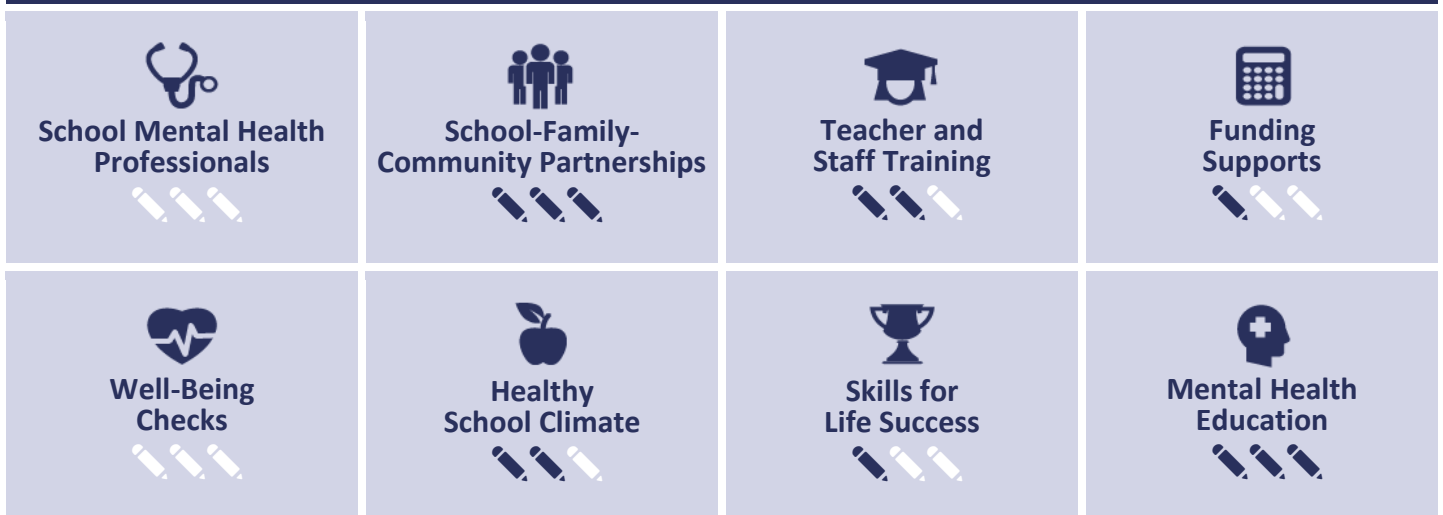 School Mental Health
Professionals
School-Family-
Community Partnerships
Teacher and
Staff Training
Funding
Supports
Well-Being
Checks
Healthy
School Climate
Skills for
Life Success
Mental Health
Education